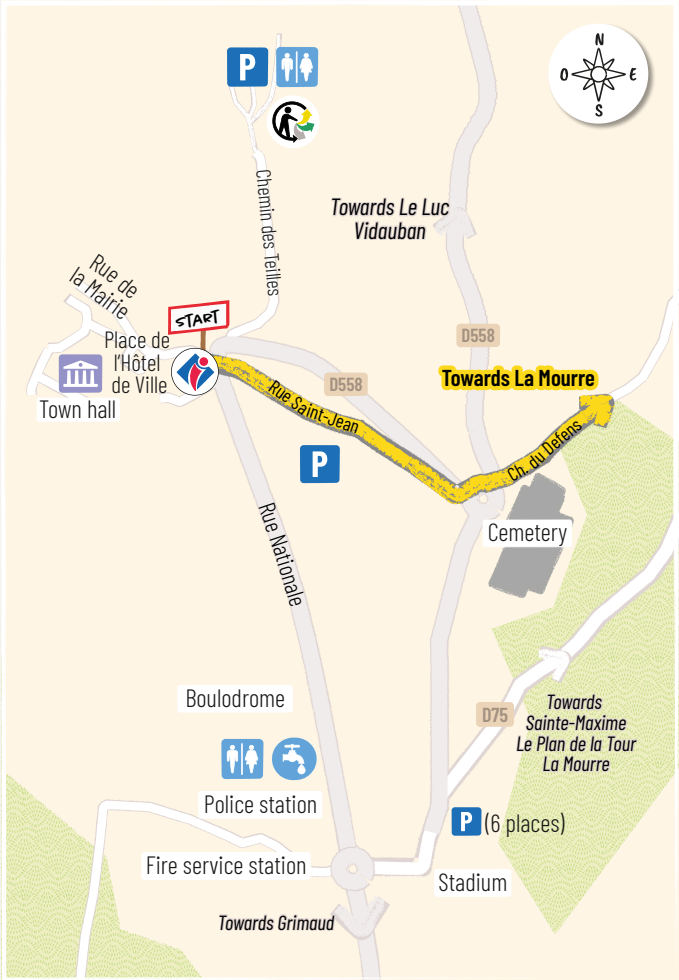 N
O
E
S
P
Chemin des Teilles
Towards Le Luc
Vidauban
Rue de
la Mairie
START
Place de
l'Hôtel
de Ville
Town hall
D558
D558
Towards La Mourre
Rue Saint-Jean
Ch. du Defens
P
Cemetery
Rue Nationale
Boulodrome
D75
Towards
Sainte-Maxime
Le Plan de la Tour
La Mourre
Police station
P (6 places)
Fire service station
Stadium
Towards Grimaud